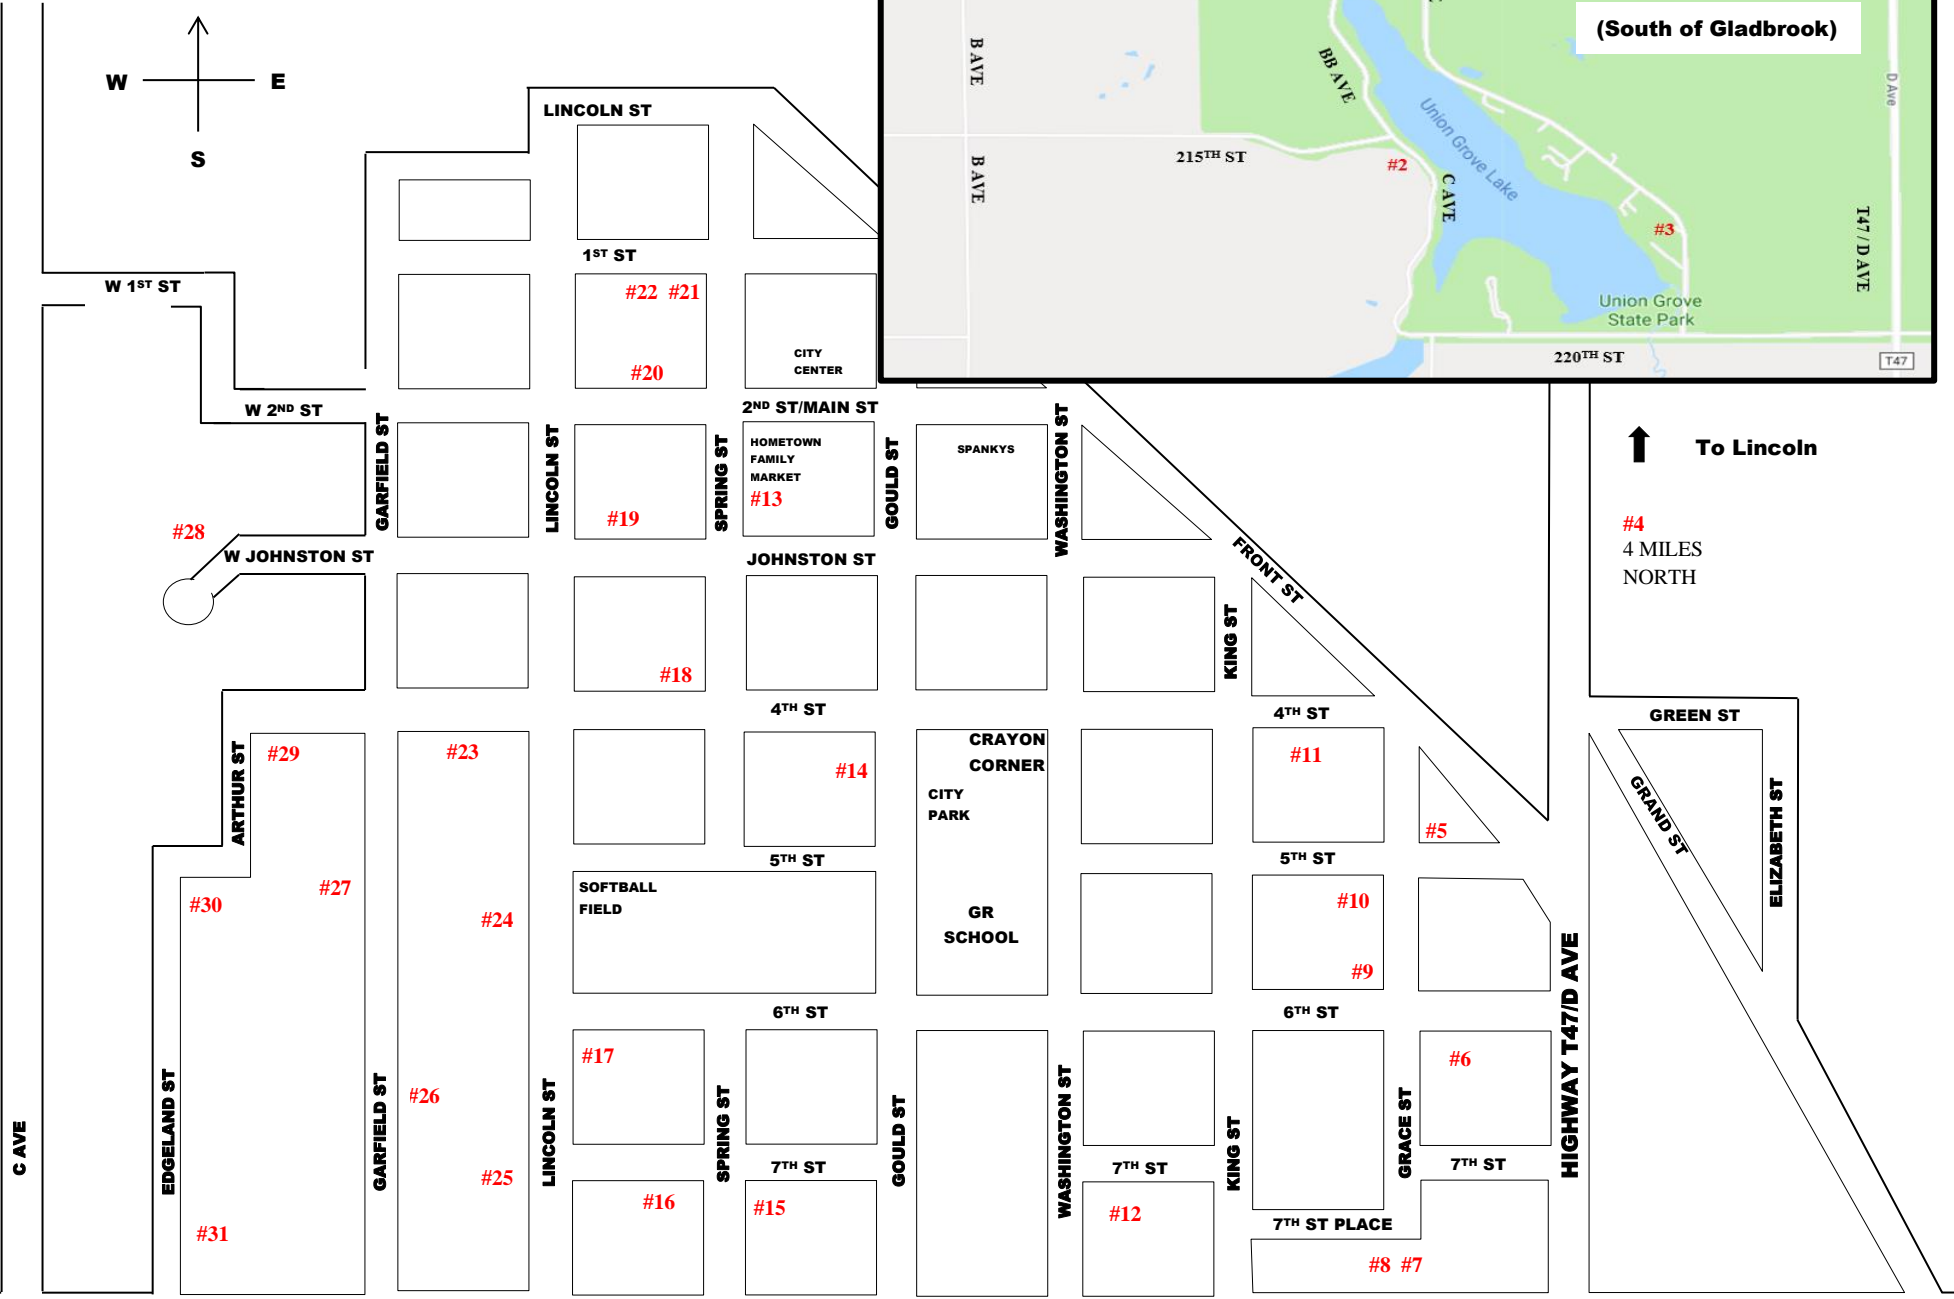 (South of Gladbrook)
B AVE
BB AVE
D Ave
W
E
LINCOLN ST
Union Grove Lake
S
215TH ST
#2
B AVE
C AVE
#3
T47 / D AVE
1ST ST
W 1ST ST
#22 #21
Union Grove
State Park
CITY
CENTER
220TH ST
T47
#20
W 2ND ST
2ND ST/MAIN ST
GARFIELD ST
LINCOLN ST
SPRING ST
HOMETOWN
FAMILY
MARKET
#13
GOULD ST
SPANKYS
WASHINGTON ST
To Lincoln
#19
#28
#4
4 MILES
NORTH
W JOHNSTON ST
JOHNSTON ST
FRONT ST
KING ST
#18
4TH ST
4TH ST
GREEN ST
ARTHUR ST
#29
#23
#14
CRAYON
CORNER
CITY
PARK
#11
GRAND ST
ELIZABETH ST
#5
5TH ST
5TH ST
#30
#27
#24
SOFTBALL
FIELD
GR
SCHOOL
#10
#9
HIGHWAY T47/D AVE
6TH ST
6TH ST
#17
#6
C AVE
EDGELAND ST
GARFIELD ST
#26
LINCOLN ST
SPRING ST
GOULD ST
WASHINGTON ST
KING ST
GRACE ST
7TH ST
7TH ST
7TH ST
#25
#16
#15
#12
7TH ST PLACE
#31
#8 #7